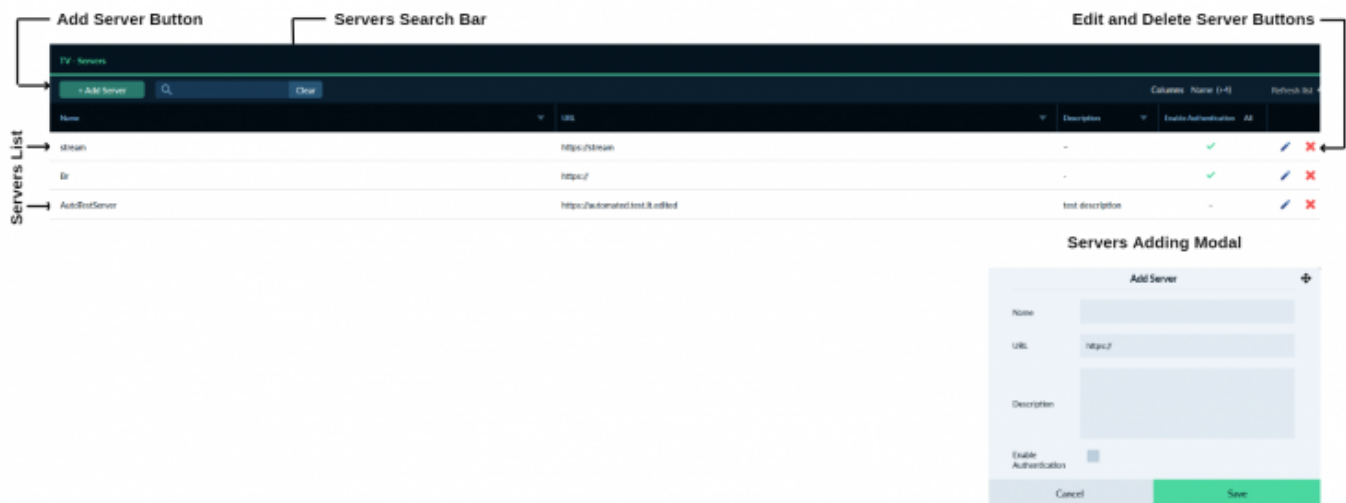 Add Server Button
Servers Search Bar
Edit and Delete Server Buttons
TV - Servers
+ Add Server
Clear
Columns Name (+4)
Refresh list
Name
URL
Description
Enable Authentication All
Servers List
stream
https://stream
-
Br
https://
-
AutoTestServer
https://automated.test.lt.edited
test description
-
Servers Adding Modal
Add Server
Name
URL
https://
Description
Enable
Authentication
Cancel
Save